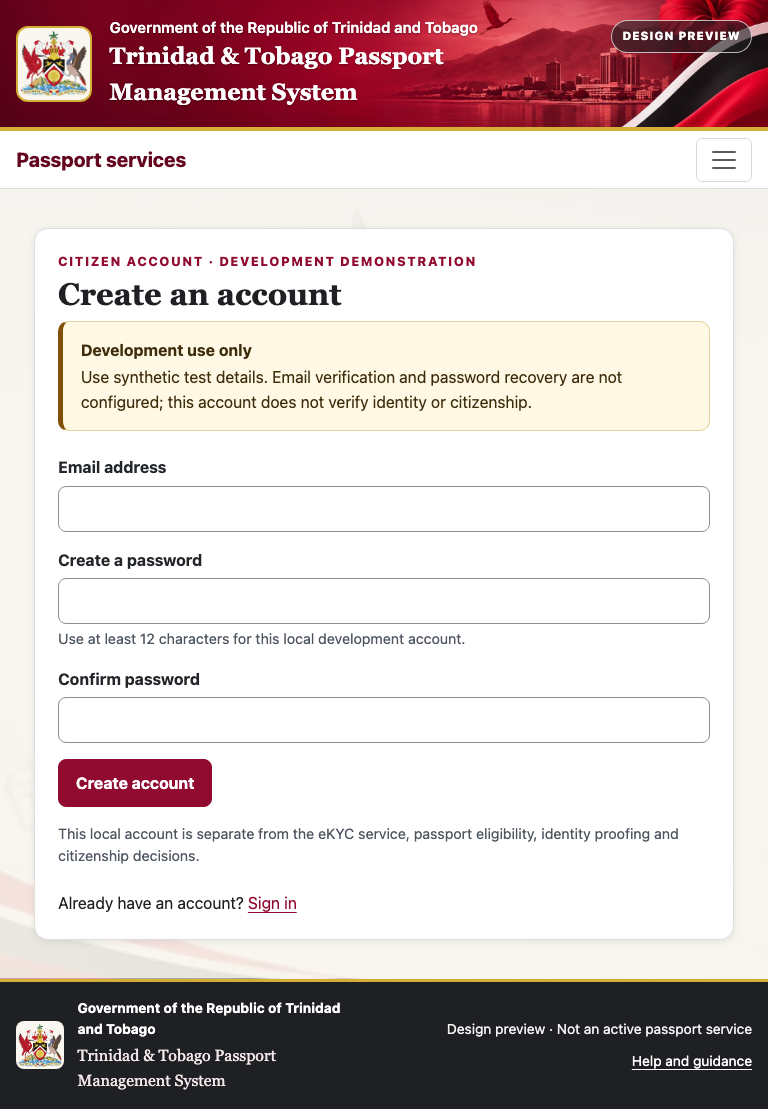 Government of the Republic of Trinidad and Tobago
Trinidad & Tobago Passport
Management System
DESIGN PREVIEW
Passport services
CITIZEN ACCOUNT · DEVELOPMENT DEMONSTRATION
Create an account
Development use only
Use synthetic test details. Email verification and password recovery are not
configured; this account does not verify identity or citizenship.
Email address
Create a password
Use at least 12 characters for this local development account.
Confirm password
Create account
This local account is separate from the eKYC service, passport eligibility, identity proofing and
citizenship decisions.
Already have an account? Sign in
Government of the Republic of Trinidad
and Tobago
Trinidad & Tobago Passport
Management System
Design preview · Not an active passport service
Help and guidance